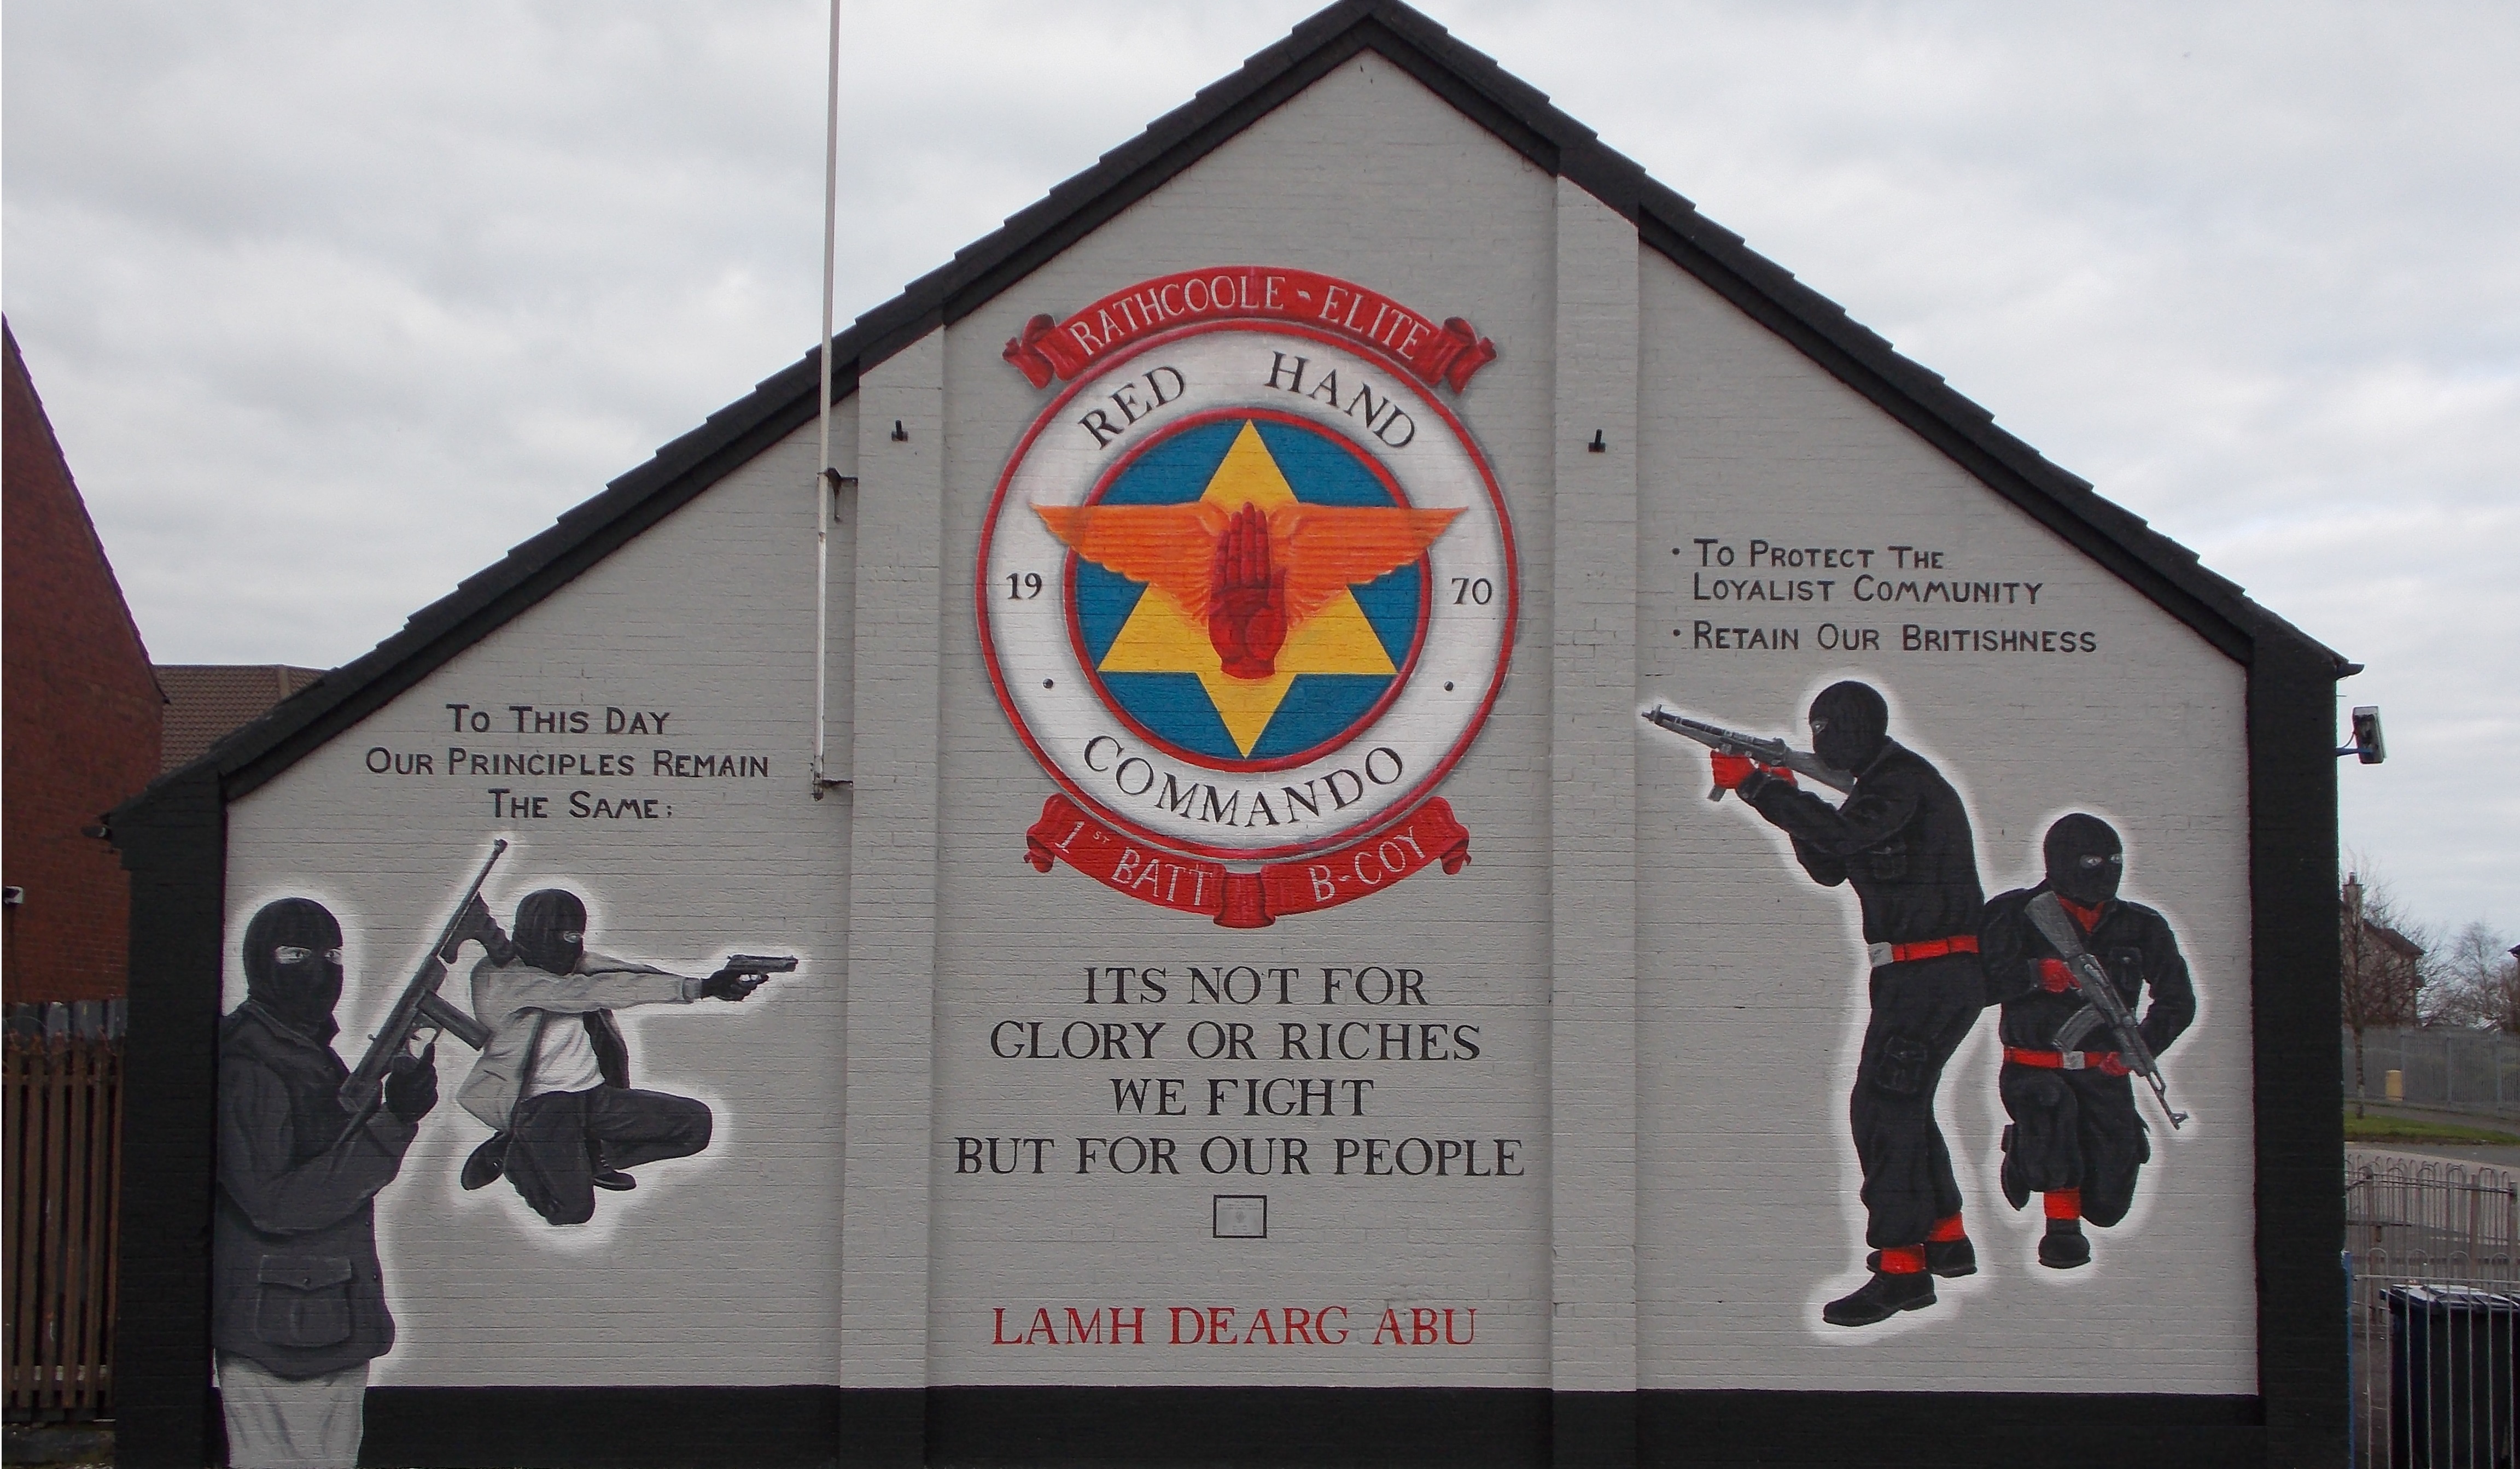 RATHCOOLE - ELITE
RED HAND
19 70
COMMANDO
1ST BATT B-COY
TO THIS DAY
OUR PRINCIPLES REMAIN
THE SAME:
• TO PROTECT THE
LOYALIST COMMUNITY
• RETAIN OUR BRITISHNESS
ITS NOT FOR
GLORY OR RICHES
WE FIGHT
BUT FOR OUR PEOPLE
LAMH DEARG ABU